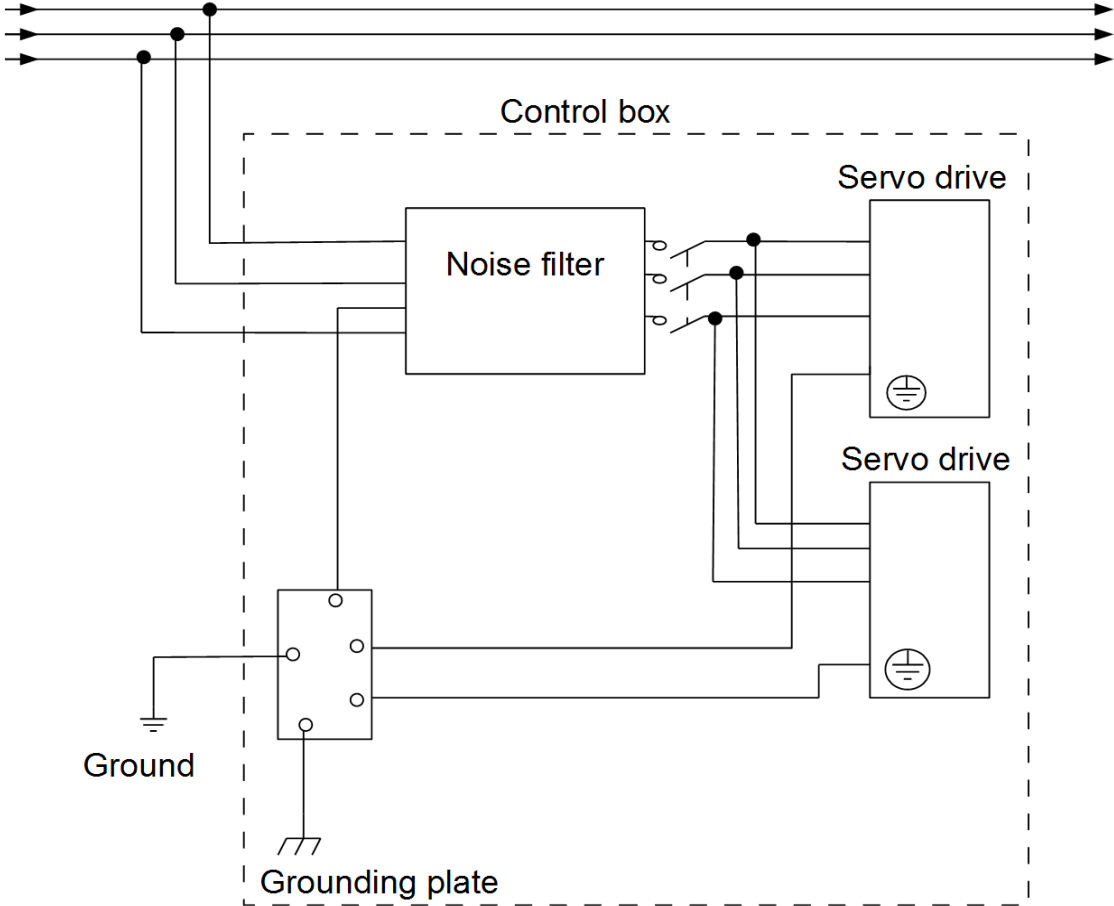 Control box
Servo drive
Noise filter
Servo drive
Ground
Grounding plate